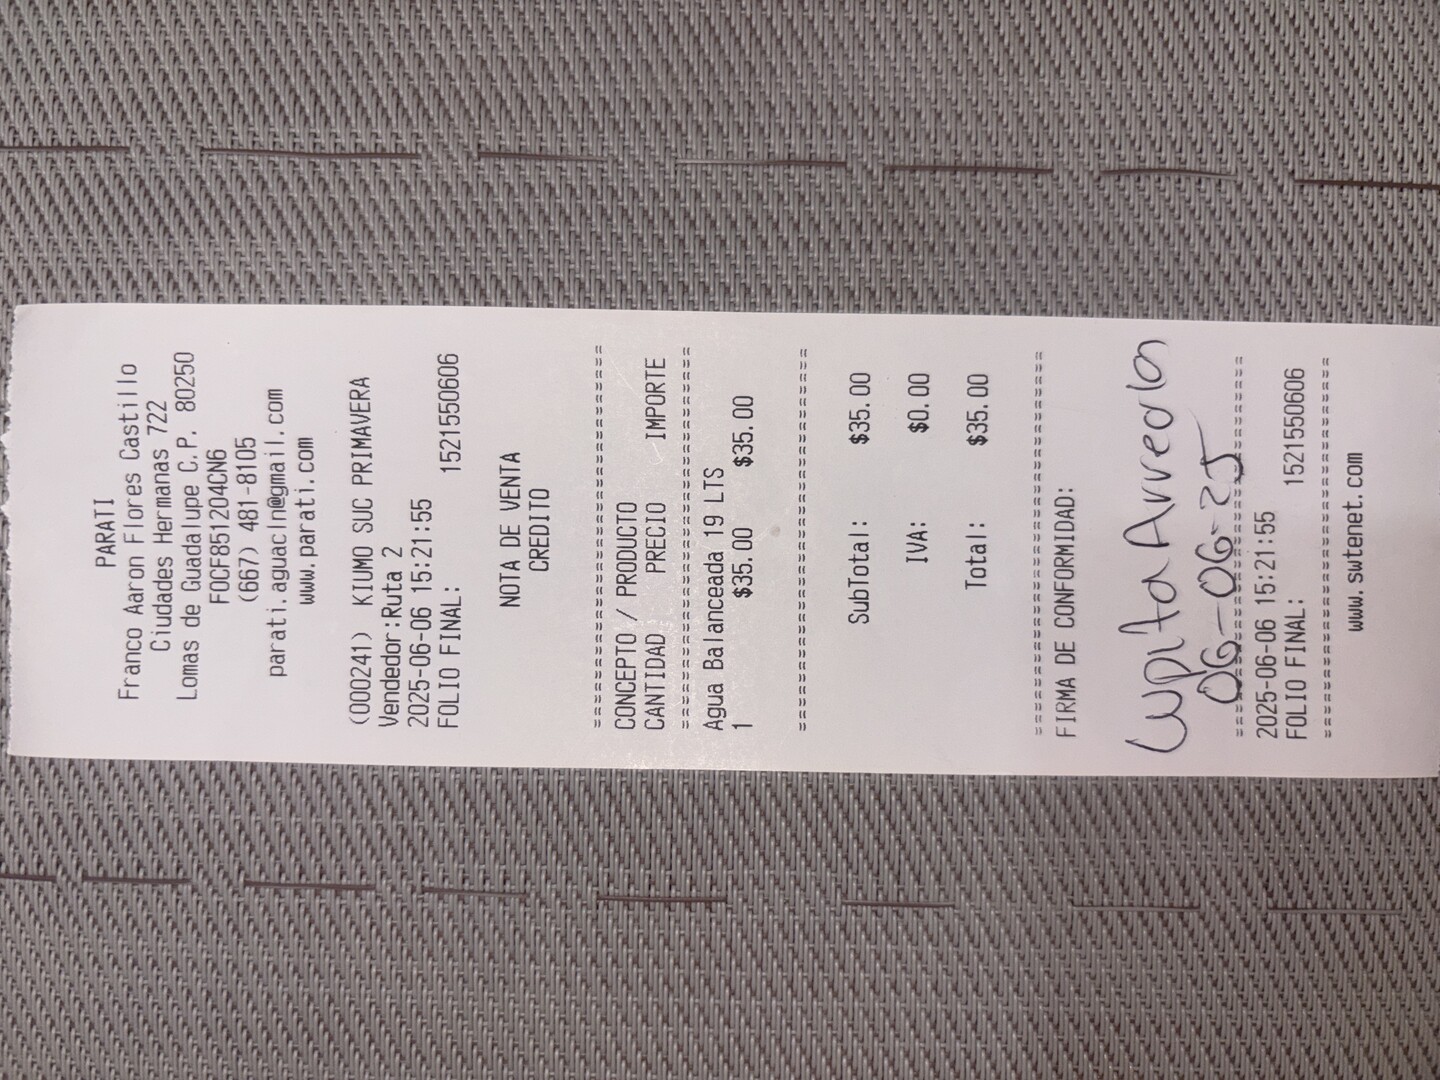 PARATI
Franco Aaron Flores Castillo
Ciudades Hermanas 722
Lomas de Guadalupe C.P. 80250
FOCF851204CN6
(667) 481-8105
parati.aguacln@gmail.com
www.parati.com
(000241) KIUMO SUC PRIMAVERA
Vendedor:Ruta 2
2025-06-06 15:21:55
FOLIO FINAL: 1521550606
NOTA DE VENTA
CREDITO
==================================
CONCEPTO / PRODUCTO
CANTIDAD PRECIO IMPORTE
==================================
Agua Balanceada 19 LTS
1 $35.00 $35.00
==================================
SubTotal: $35.00
IVA: $0.00
Total: $35.00
==================================
FIRMA DE CONFORMIDAD:
Lupita Arredon
06-06-25
==================================
2025-06-06 15:21:55
FOLIO FINAL: 1521550606
==================================
www.swtenet.com